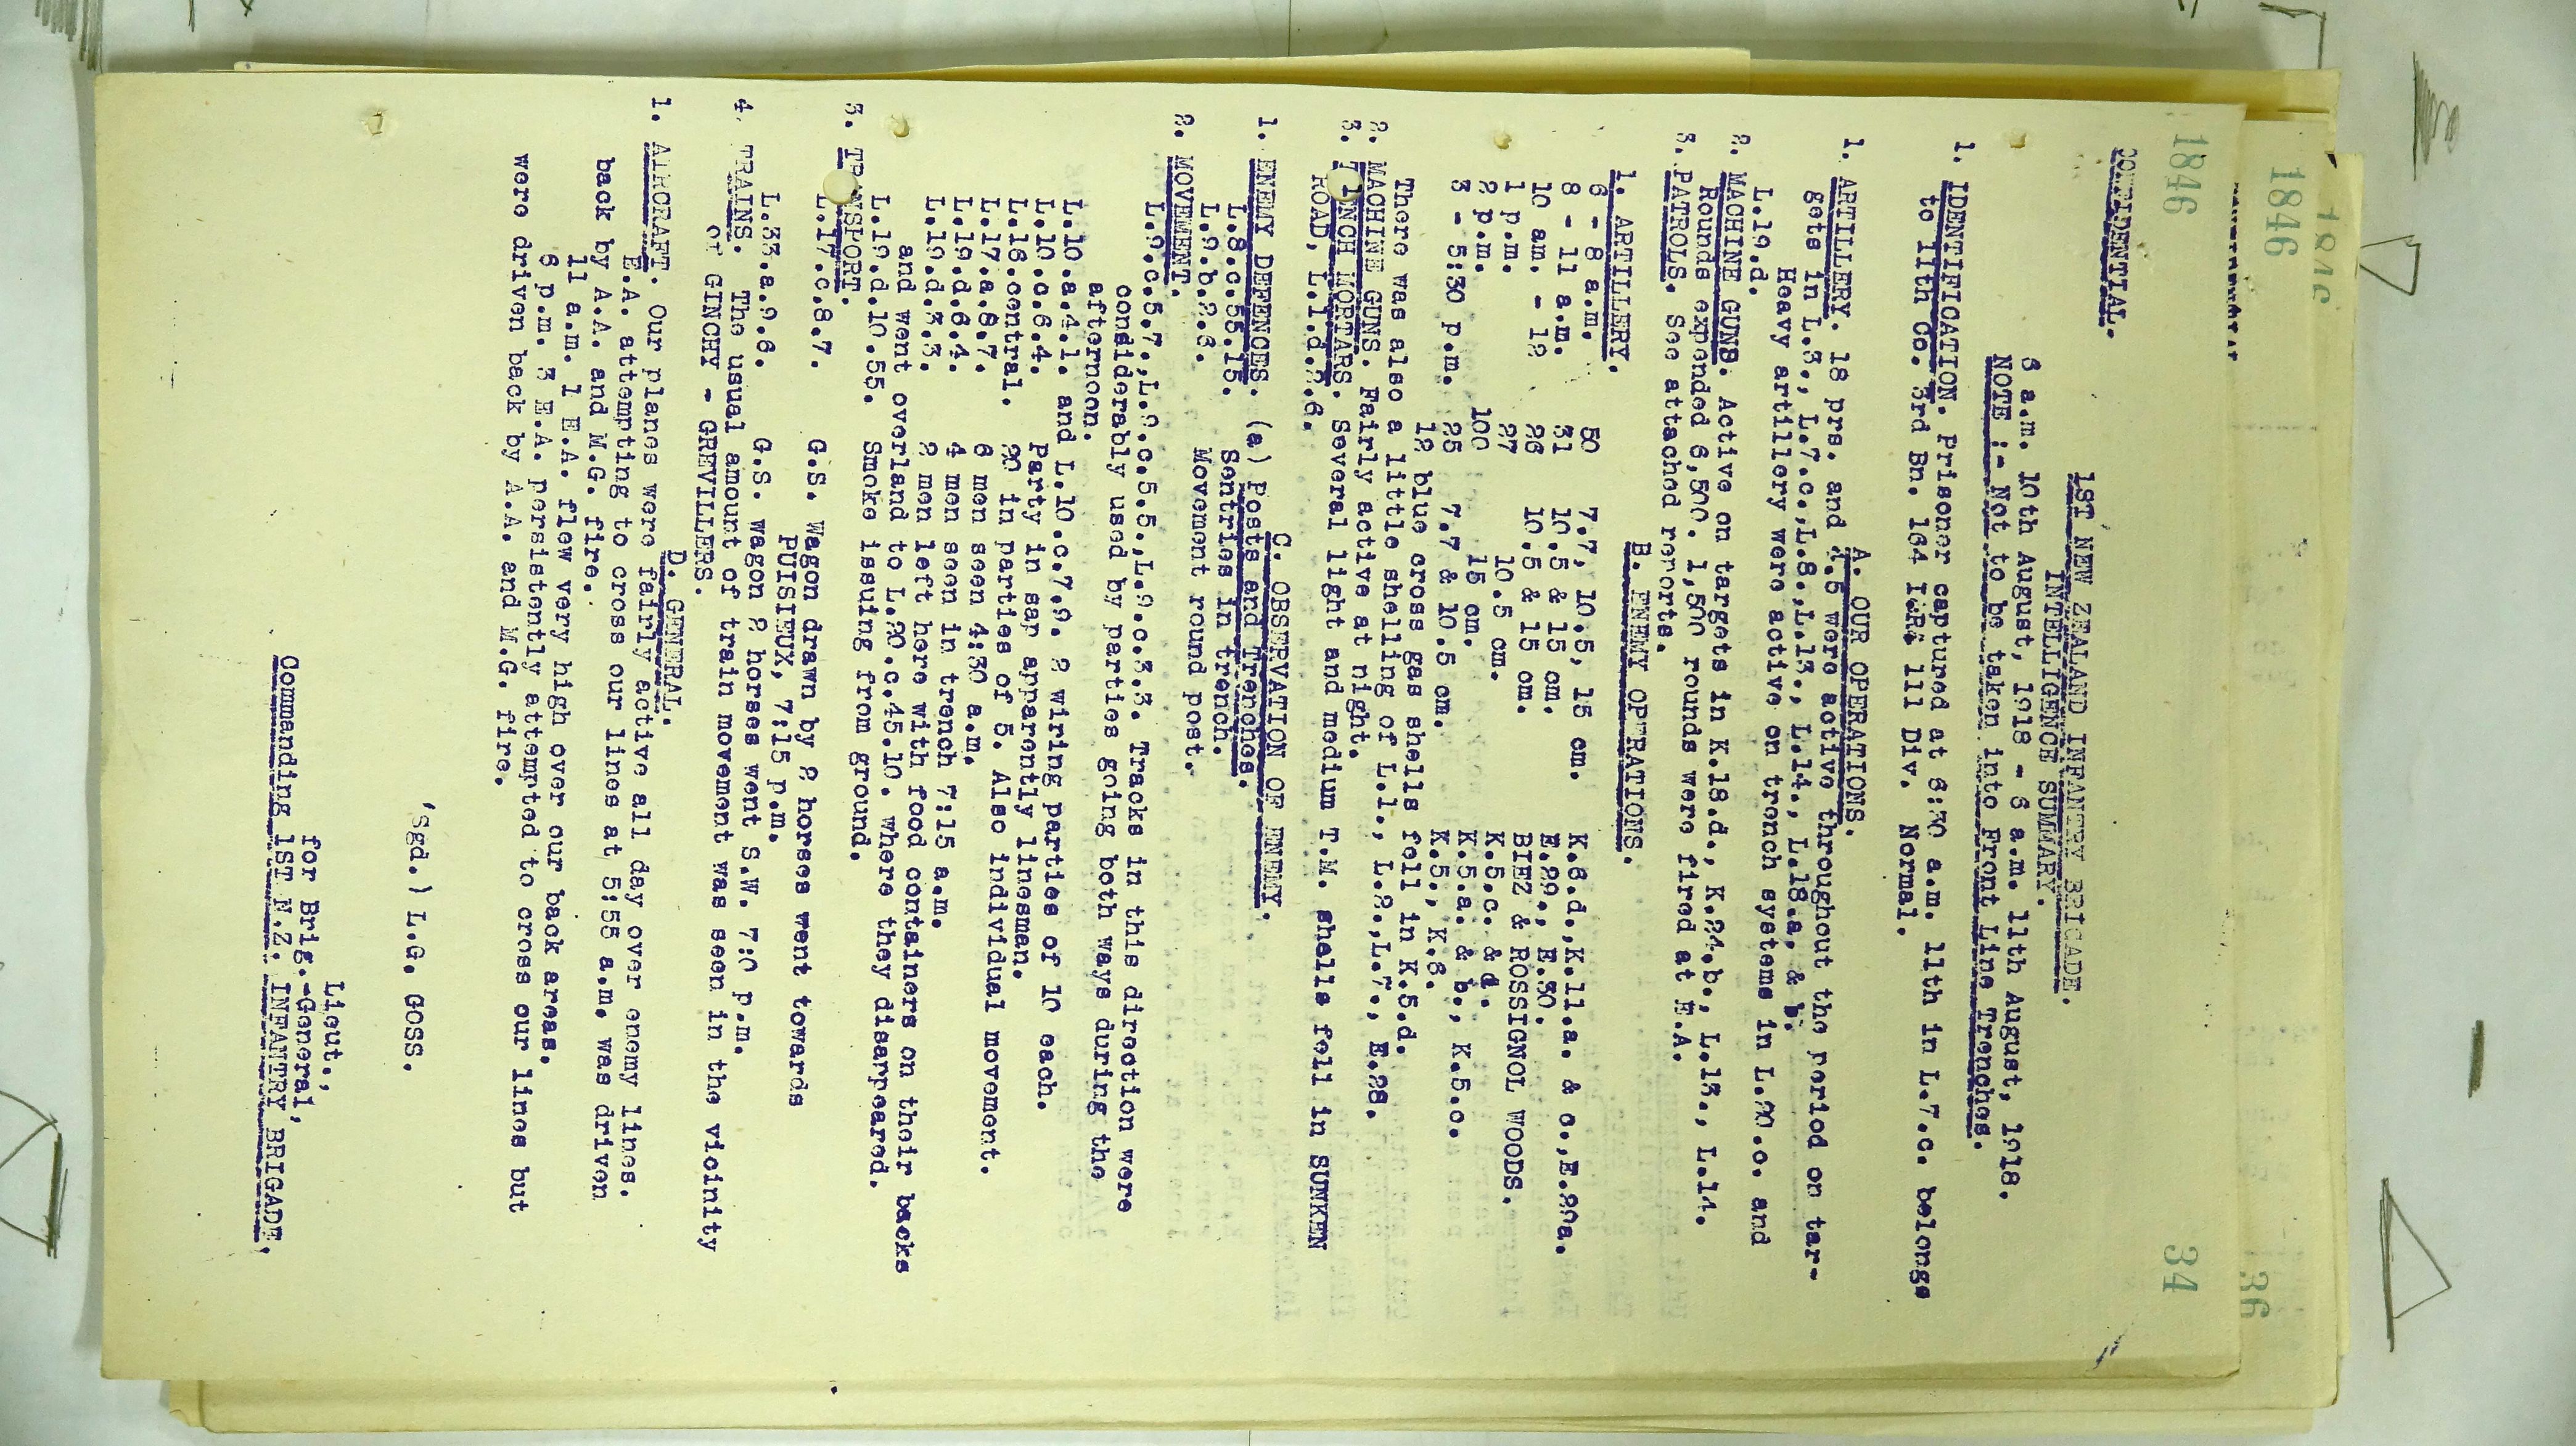 1846
36
1846
34
CONFIDENTIAL.
1ST NEW ZEALAND INFANTRY BRIGADE.
INTELLIGENCE SUMMARY.
6 a.m. 10th August, 1918 - 6 a.m. 11th August, 1918.
NOTE :- Not to be taken into Front Line Trenches.
1. IDENTIFICATION. Prisoner captured at 6:30 a.m. 11th in L.7.c. belongs
to 11th Co. 3rd Bn. 164 I.R. 111 Div. Normal.
A. OUR OPERATIONS.
1. ARTILLERY. 18 prs. and 4.5 were active throughout the period on tar-
gets in L.3., L.7.c.,L.8.,L.13., L.14., L.18.a. & b.
Heavy artillery were active on trench systems in L.20.c. and
L.19.d.
2. MACHINE GUNS. Active on targets in K.18.d., K.24.b., L.13., L.14.
Rounds expended 6,500. 1,500 rounds were fired at E.A.
3. PATROLS. See attached reports.
B. ENEMY OPERATIONS.
1. ARTILLERY.
6 - 8 a.m. 50 7.7, 10.5, 15 cm. K.6.d.,K.11.a. & c.,E.29a.
8 - 11 a.m. 31 10.5 & 15 cm. E.29., E.30.
10 am. - 12 26 10.5 & 15 cm. BIEZ & ROSSIGNOL WOODS.
1 p.m. 27 10.5 cm. K.5.c. & d.
2 p.m. 100 15 cm. K.5.a. & b., K.5.c.
3 - 5:30 p.m. 25 7.7 & 10.5 cm. K.5., K.6.
12 blue cross gas shells fell in K.5.d.
There was also a little shelling of L.1., L.2.,L.7., E.28.
2. MACHINE GUNS. Fairly active at night.
3. TRENCH MORTARS. Several light and medium T.M. shells fell in SUNKEN
ROAD, L.1.d.2.6.
C. OBSERVATION OF ENEMY.
1. ENEMY DEFENCES. (a) Posts and Trenches.
L.8.c.55.15. Sentries in trench.
L.9.b.2.6. Movement round post.
2. MOVEMENT.
L.9.c.5.7.,L.9.c.5.5.,L.9.c.3.3. Tracks in this direction were
considerably used by parties going both ways during the
afternoon.
L.10.a.4.1. and L.10.c.7.9. 2 wiring parties of 10 each.
L.10.c.6.4. Party in sap apparently linesmen.
L.16.central. 20 in parties of 5. Also individual movement.
L.17.a.8.7. 6 men seen 4:30 a.m.
L.19.d.6.4. 4 men seen in trench 7:15 a.m.
L.19.d.3.3. 2 men left here with food containers on their backs
and went overland to L.20.c.45.10. where they disappeared.
L.19.d.10.55. Smoke issuing from ground.
3. TRANSPORT.
L.17.c.8.7. G.S. Wagon drawn by 2 horses went towards
PUISIEUX, 7:15 p.m.
L.33.a.9.6. G.S. wagon 2 horses went S.W. 7:0 p.m.
4. TRAINS. The usual amount of train movement was seen in the vicinity
of GINCHY - GREVILLERS.
D. GENERAL.
1. AIRCRAFT. Our planes were fairly active all day over enemy lines.
E.A. attempting to cross our lines at 5:55 a.m. was driven
back by A.A. and M.G. fire.
11 a.m. 1 E.A. flew very high over our back areas.
6 p.m. 3 E.A. persistently attempted to cross our lines but
were driven back by A.A. and M.G. fire.
(Sgd.) L.G. GOSS.
Lieut.,
for Brig.-General,
Commanding 1ST N.Z. INFANTRY BRIGADE.